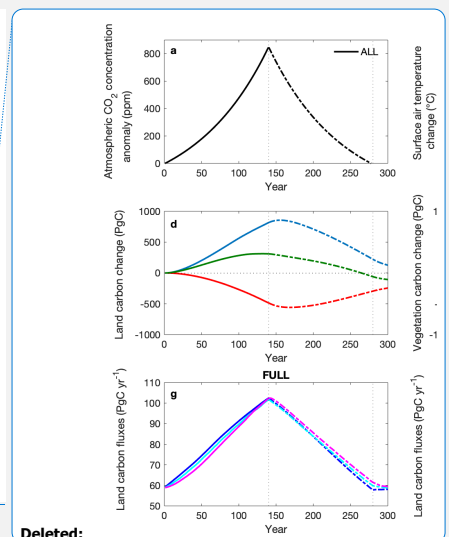 a
ALL
800
600
400
200
0
Atmospheric CO2 concentration
anomaly (ppm)
Surface air temperature
change (°C)
0 50 100 150 200 250 300
Year
d
1000
500
0
-500
-1000
Land carbon change (PgC)
1
-
-1
Vegetation carbon change (PgC)
0 50 100 150 200 250 300
Year
FULL
g
110
100
90
80
70
60
50
Land carbon fluxes (PgC yr-1)
Land carbon fluxes (PgC yr-1)
0 50 100 150 200 250 300
Year
Deleted: